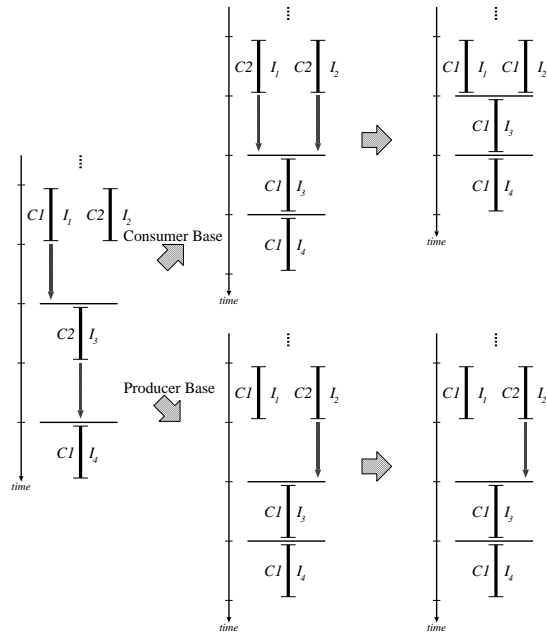 C1 I1 C2 I2
C2 I3
C1 I4
time
Consumer Base
C2 I1 C2 I2
C1 I3
C1 I4
time
C1 I1 C1 I2
C1 I3
C1 I4
time
Producer Base
C1 I1 C2 I2
C1 I3
C1 I4
time
C1 I1 C2 I2
C1 I3
C1 I4
time